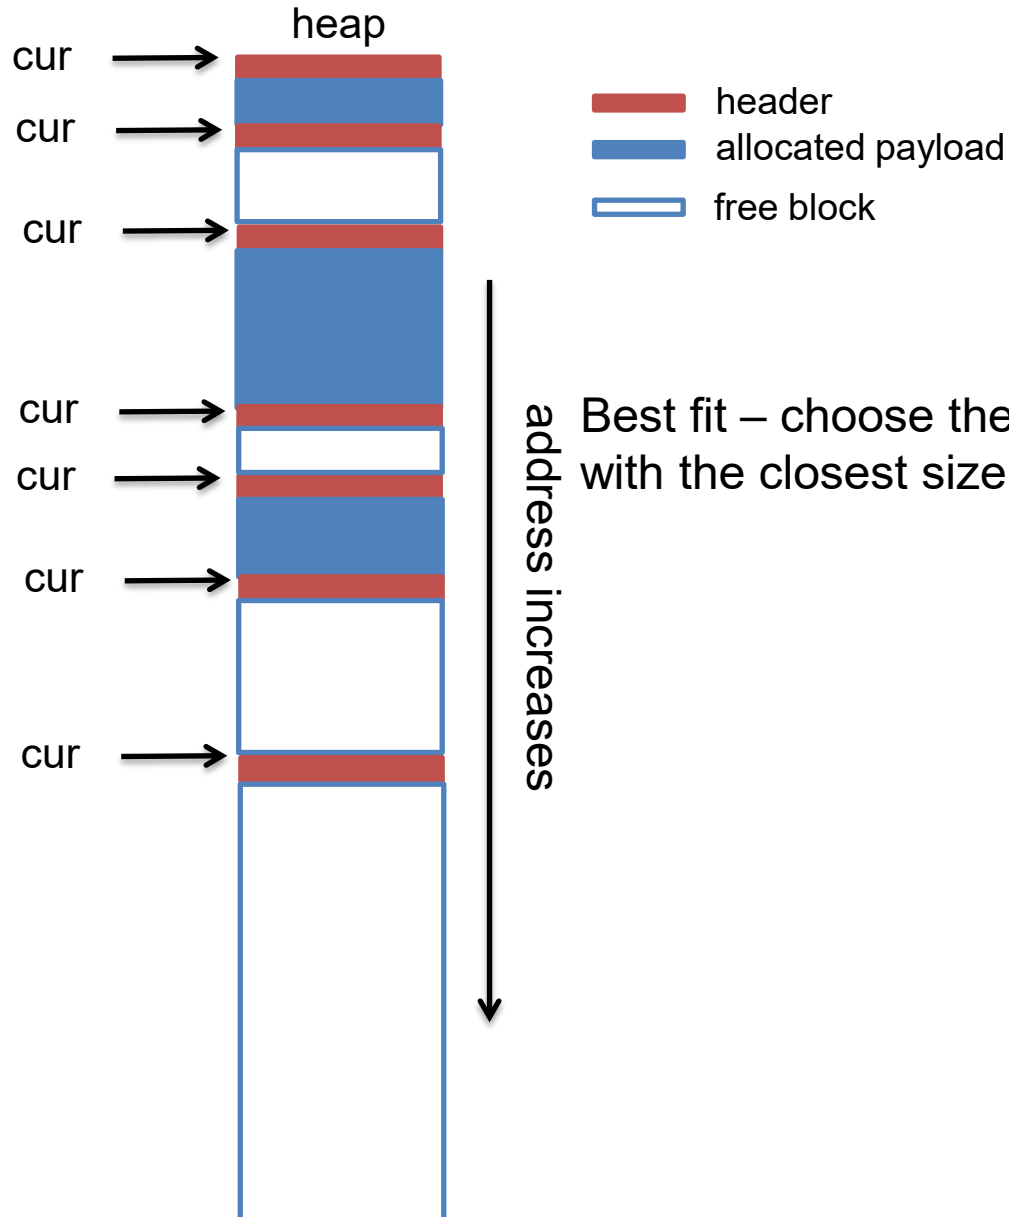 heap
cur
header
cur
allocated payload
free block
cur
cur
Best fit – choose the
cur
with the closest size
address increases
cur
cur